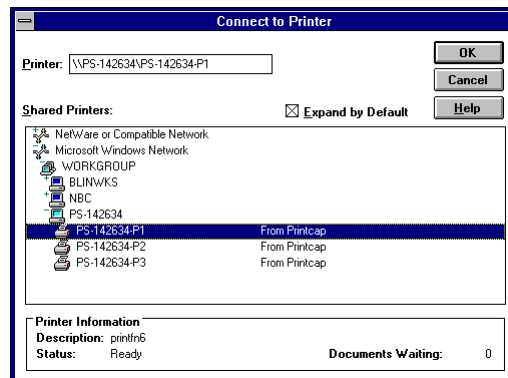 Connect to Printer
Printer: \\PS-142634\PS-142634-P1
OK
Cancel
Help
Shared Printers:
Expand by Default
NetWare or Compatible Network
Microsoft Windows Network
WORKGROUP
BLINWKS
NBC
PS-142634
PS-142634-P1 From Printcap
PS-142634-P2 From Printcap
PS-142634-P3 From Printcap
Printer Information
Description: printfn6
Status: Ready Documents Waiting: 0